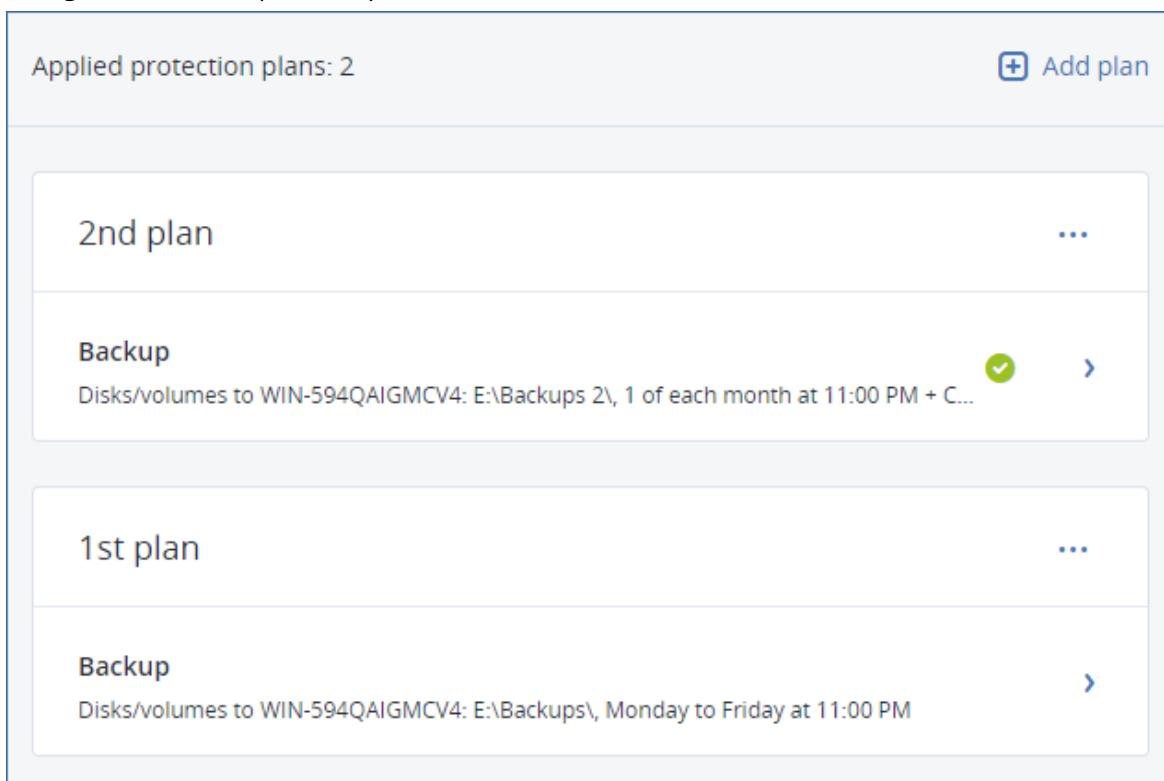 Applied protection plans: 2
Add plan
2nd plan
...
Backup
Disks/volumes to WIN-594QAIGMCV4: E:\Backups 2\, 1 of each month at 11:00 PM + C...
1st plan
...
Backup
Disks/volumes to WIN-594QAIGMCV4: E:\Backups\, Monday to Friday at 11:00 PM